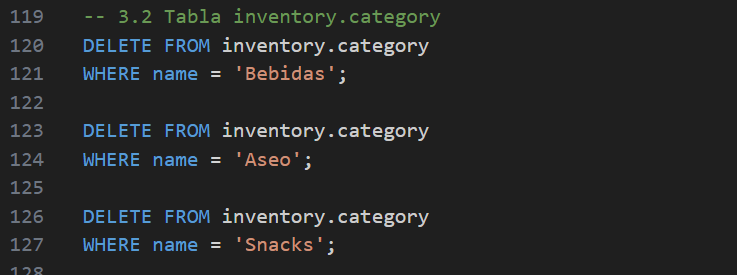 119 -- 3.2 Tabla inventory.category
120 DELETE FROM inventory.category
121 WHERE name = 'Bebidas';
122
123 DELETE FROM inventory.category
124 WHERE name = 'Aseo';
125
126 DELETE FROM inventory.category
127 WHERE name = 'Snacks';
128